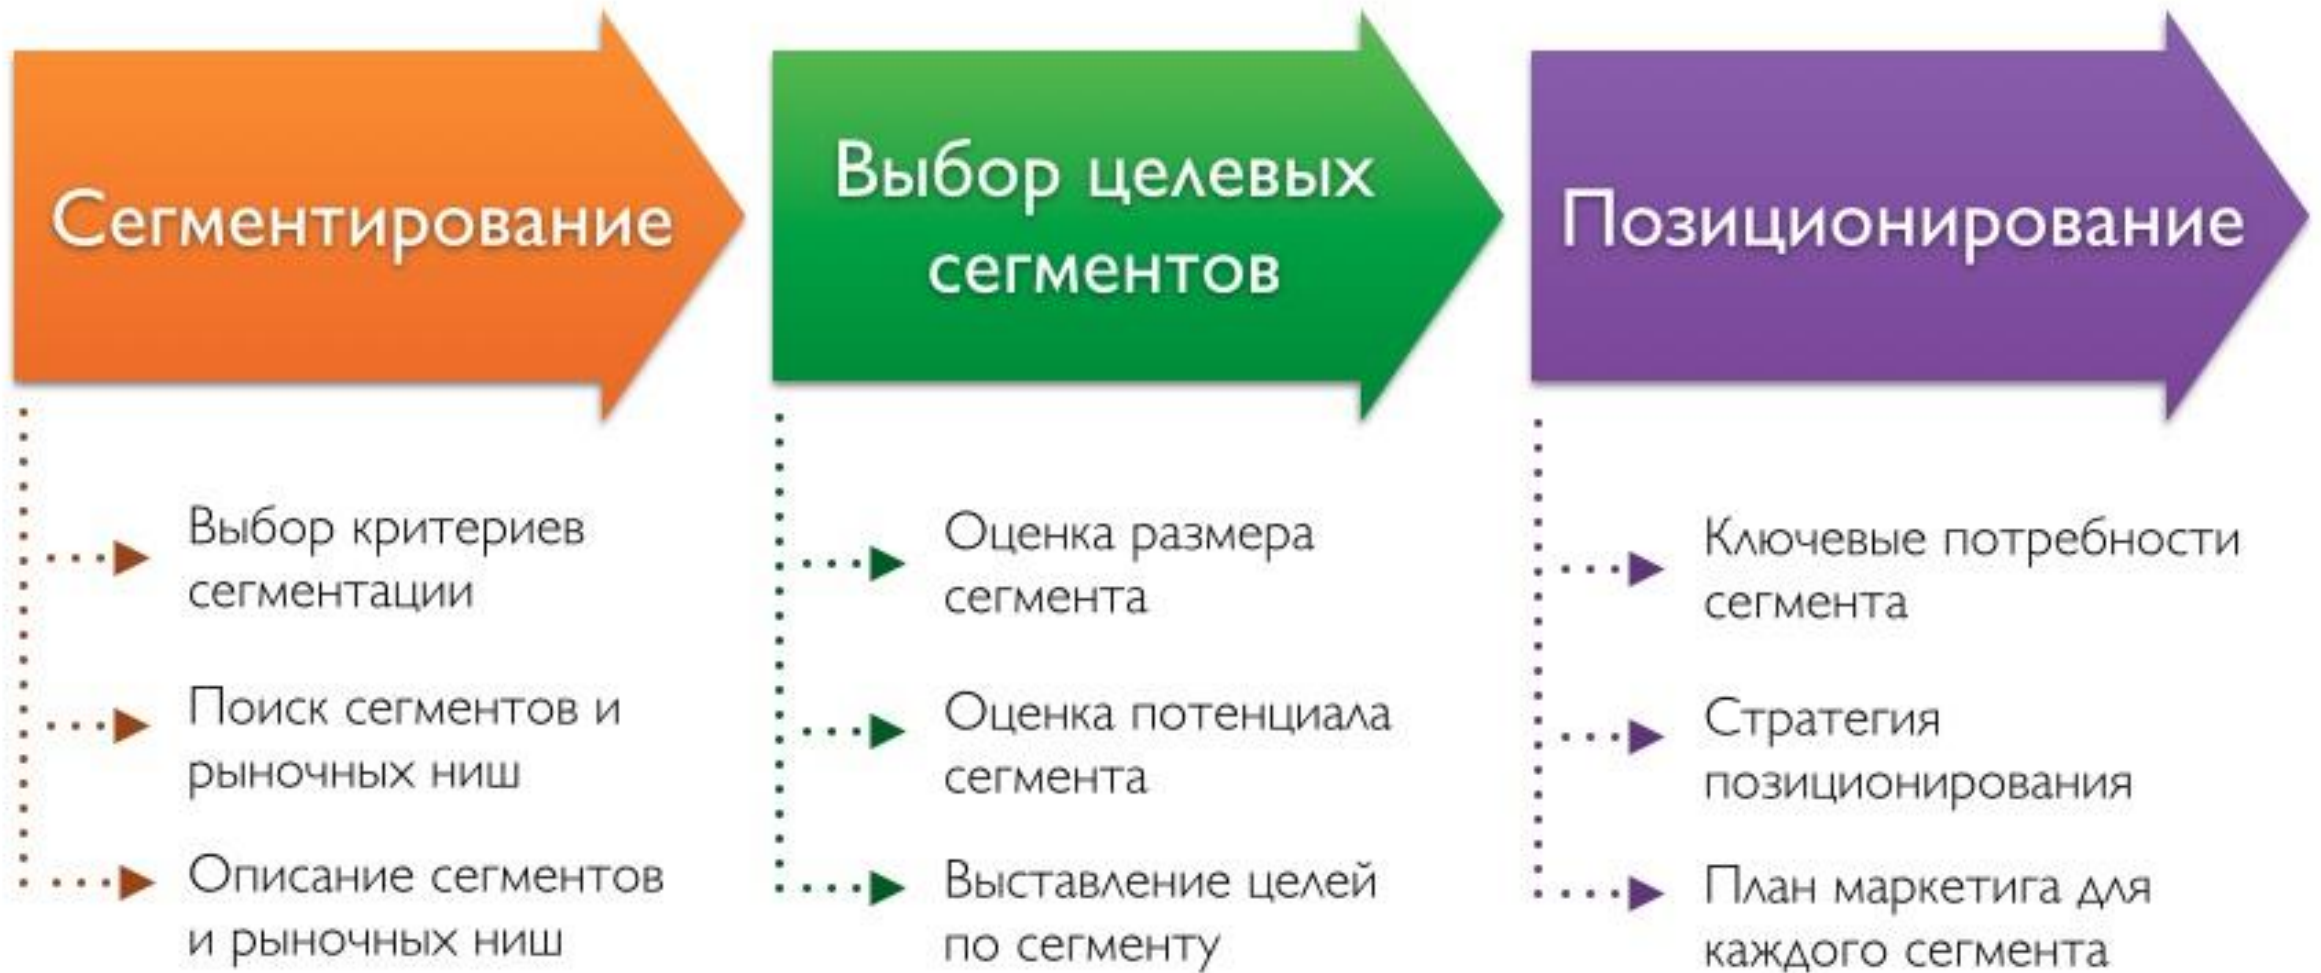 Сегментирование
Выбор критериев
сегментации
Поиск сегментов и
рыночных ниш
Описание сегментов
и рыночных ниш
Выбор целевых
сегментов
Оценка размера
сегмента
Оценка потенциала
сегмента
Выставление целей
по сегменту
Позиционирование
Ключевые потребности
сегмента
Стратегия
позиционирования
План маркетига для
каждого сегмента